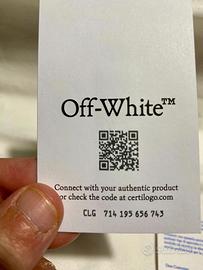 Off-White™
Connect with your authentic product
or check the code at certilogo.com
CLG 714 195 656 743